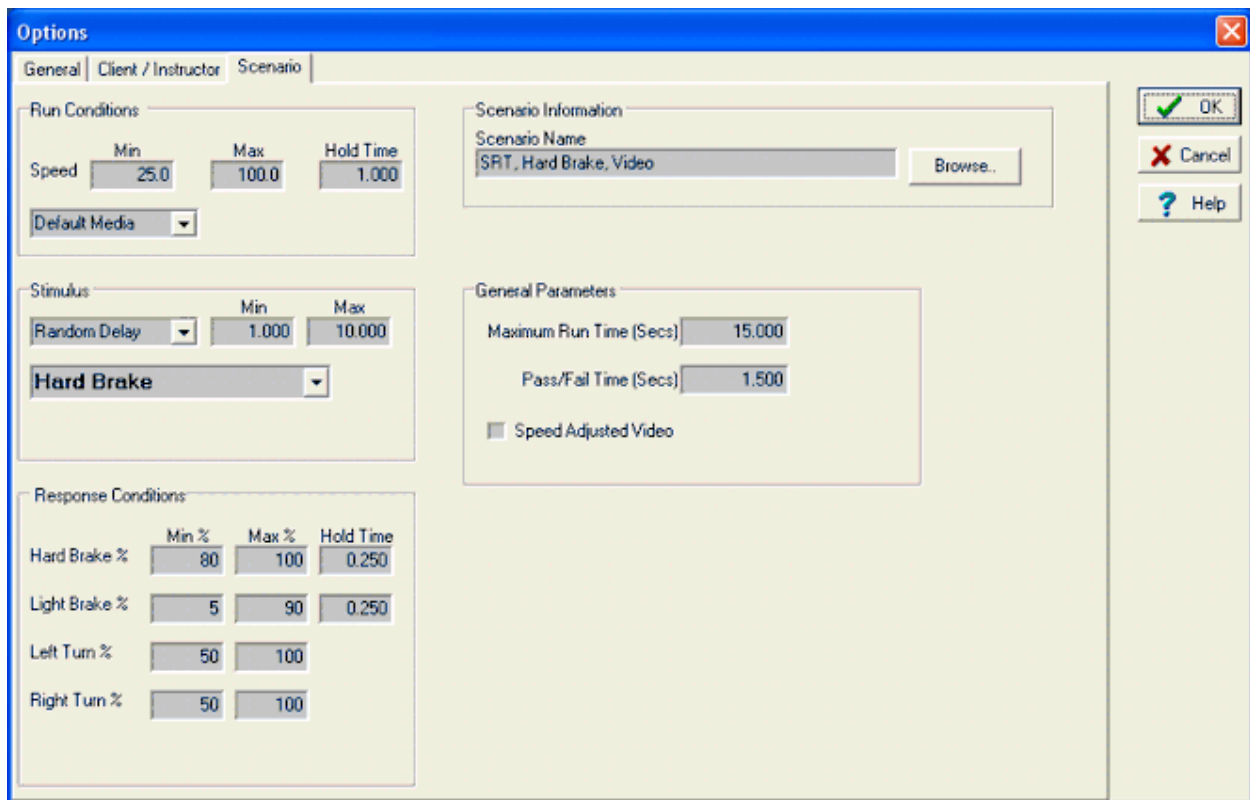 Options
General
Client / Instructor
Scenario
Run Conditions
Min Max Hold Time
Speed 25.0 100.0 1.000
Default Media
Stimulus
Min Max
Random Delay 1.000 10.000
Hard Brake
Response Conditions
Min % Max % Hold Time
Hard Brake % 80 100 0.250
Light Brake % 5 90 0.250
Left Turn % 50 100
Right Turn % 50 100
Scenario Information
Scenario Name
SRT, Hard Brake, Video
Browse..
General Parameters
Maximum Run Time (Secs) 15.000
Pass/Fail Time (Secs) 1.500
Speed Adjusted Video
OK
Cancel
? Help